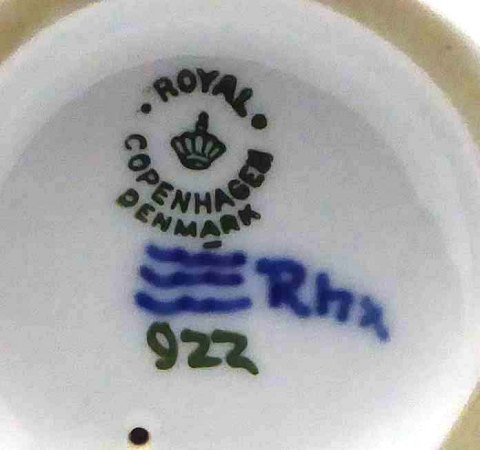 ROYAL
COPENHAGEN
DENMARK
Rhx
922